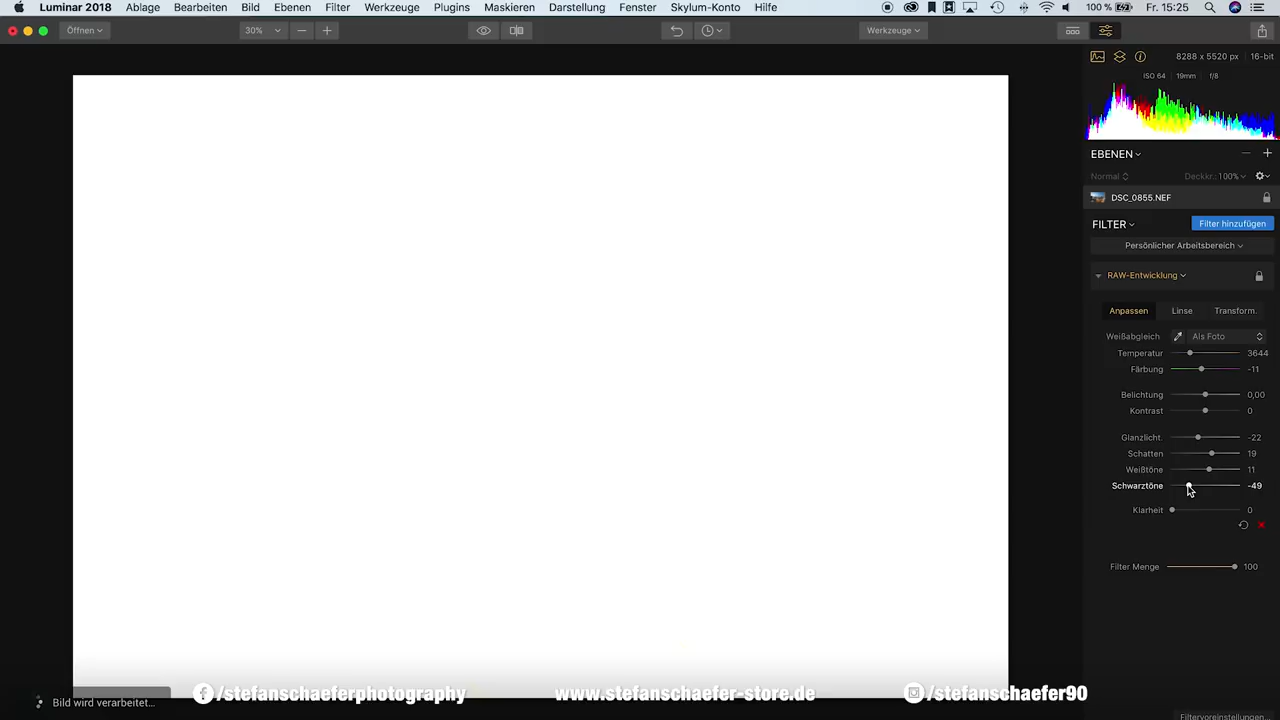 Luminar 2018 Ablage Bearbeiten Bild Ebenen Filter Werkzeuge Plugins Maskieren Darstellung Fenster Skylum-Konto Hilfe 100 % Fr. 15:25
Öffnen 30% Werkzeuge
8288 x 5520 px 16-bit
ISO 64 19mm f/8
EBENEN
Normal Deckkr.: 100%
DSC_0855.NEF
FILTER Filter hinzufügen
Persönlicher Arbeitsbereich
RAW-Entwicklung
Anpassen Linse Transform.
Weißabgleich Als Foto
Temperatur 3644
Färbung -11
Belichtung 0,00
Kontrast 0
Glanzlicht. -22
Schatten 19
Weißtöne 11
Schwarztöne -49
Klarheit 0
Filter Menge 100
/stefanschaeferphotography www.stefanschaefer-store.de /stefanschaefer90
Bild wird verarbeitet...
Filtervoreinstellungen...